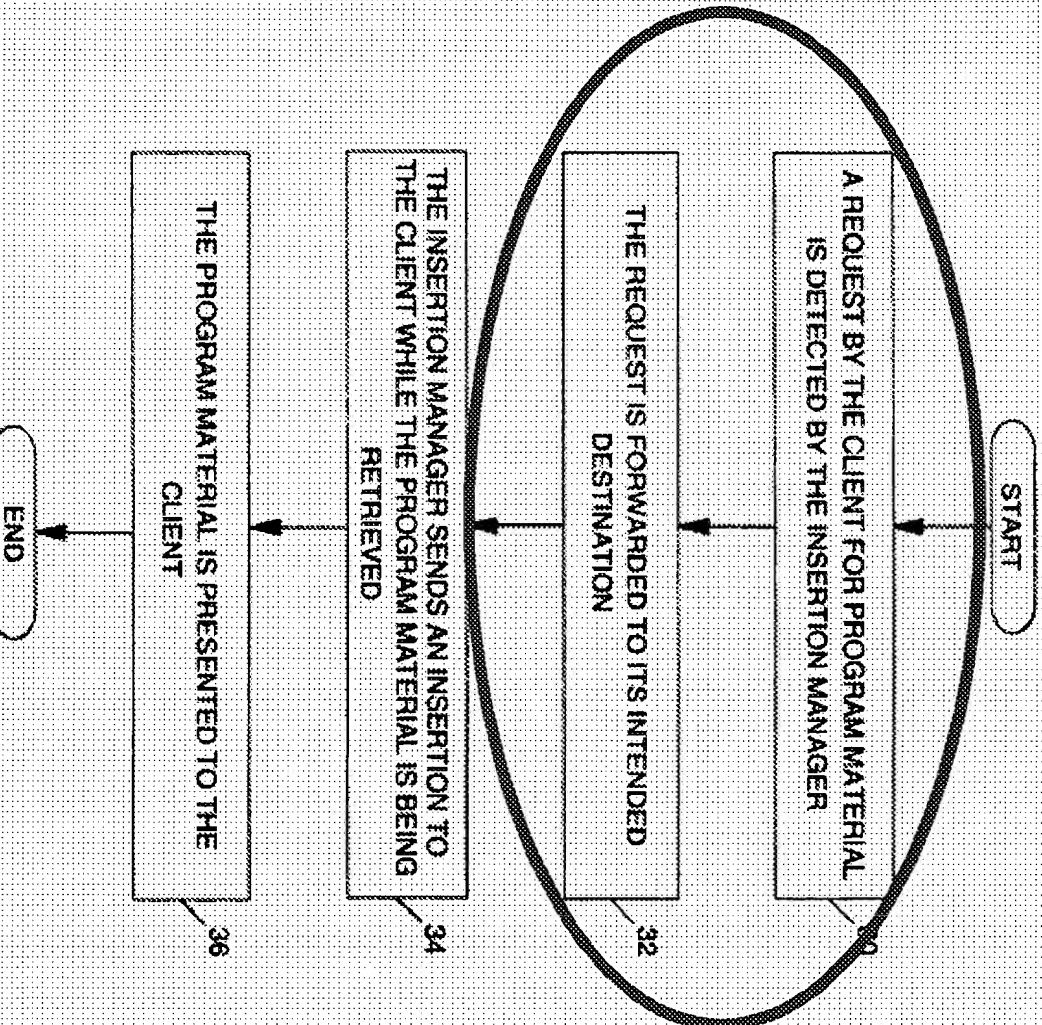 START
A REQUEST BY THE CLIENT FOR PROGRAM MATERIAL
IS DETECTED BY THE INSERTION MANAGER
THE REQUEST IS FORWARDED TO ITS INTENDED
DESTINATION
32
THE INSERTION MANAGER SENDS AN INSERTION TO
THE CLIENT WHILE THE PROGRAM MATERIAL IS BEING
RETRIEVED
34
THE PROGRAM MATERIAL IS PRESENTED TO THE
CLIENT
36
END